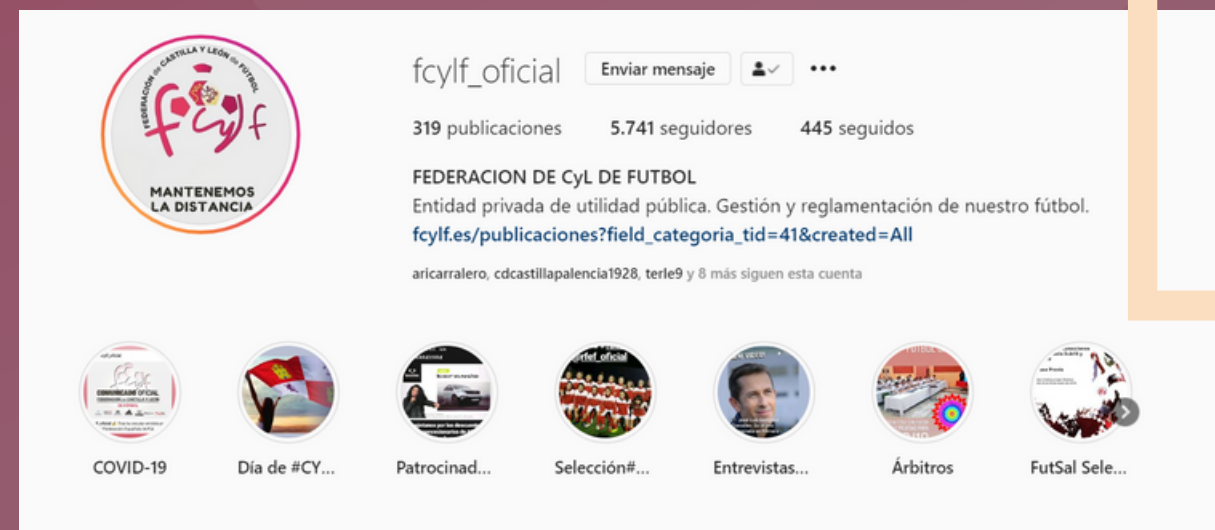 FEDERACIÓN de CASTILLA Y LEÓN de FÚTBOL
fcylf
MANTENEMOS
LA DISTANCIA
fcylf_oficial Enviar mensaje
319 publicaciones 5.741 seguidores 445 seguidos
FEDERACION DE CyL DE FUTBOL
Entidad privada de utilidad pública. Gestión y reglamentación de nuestro fútbol.
fcylf.es/publicaciones?field_categoria_tid=41&created=All
aricarralero, cdcastillapalencia1928, terle9 y 8 más siguen esta cuenta
COMUNICADO OFICIAL
@rfef_oficial
COVID-19 Día de #CY... Patrocinad... Selección#... Entrevistas... Árbitros FutSal Sele...